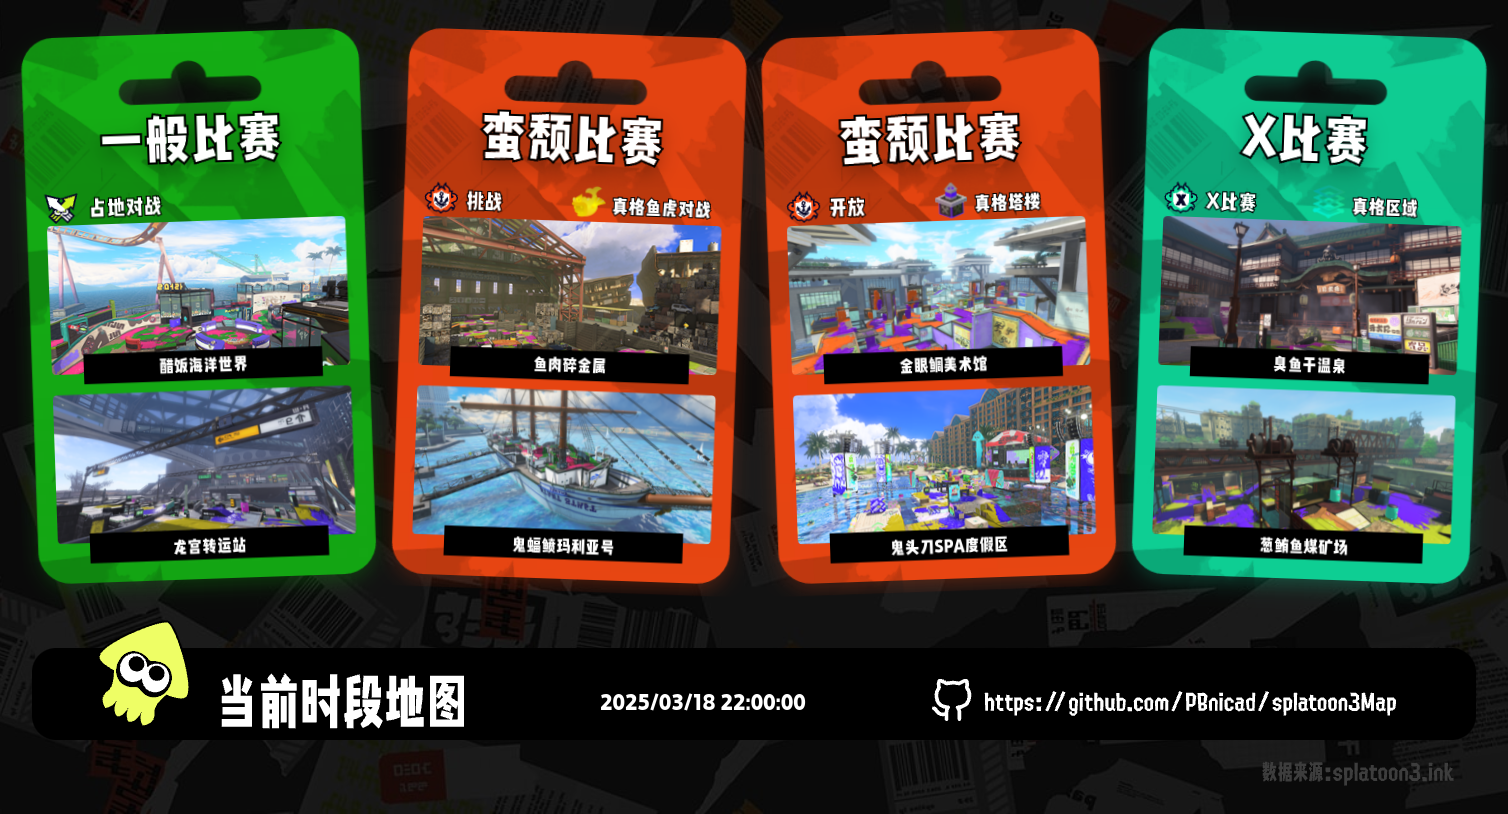 一般比赛
占地对战
醋饭海洋世界
龙宫转运站
蛮颓比赛
挑战
真格鱼虎对战
鱼肉碎金属
鬼蝠鲼玛利亚号
蛮颓比赛
开放
真格塔楼
金眼鲷美术馆
鬼头刀SPA度假区
X比赛
X比赛
真格区域
臭鱼干温泉
葱鲔鱼煤矿场
当前时段地图
2025/03/18 22:00:00
https://github.com/PBnicad/splatoon3Map
数据来源:splatoon3.ink